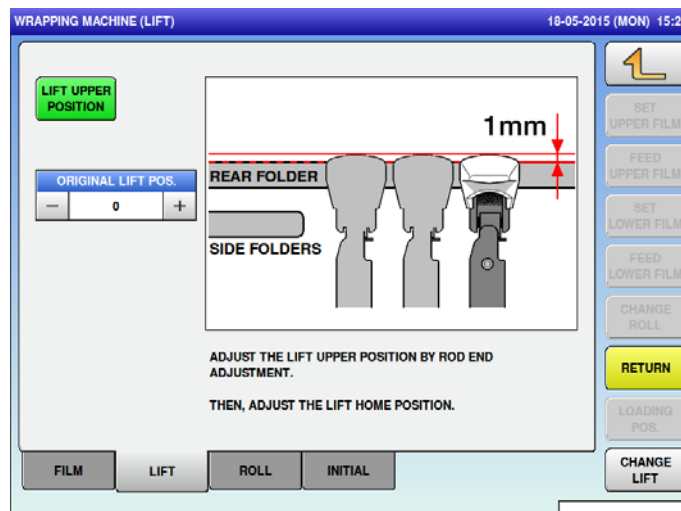 WRAPPING MACHINE (LIFT)
18-05-2015 (MON) 15:2
LIFT UPPER
POSITION
ORIGINAL LIFT POS.
− 0 +
1mm
REAR FOLDER
SIDE FOLDERS
ADJUST THE LIFT UPPER POSITION BY ROD END
ADJUSTMENT.
THEN, ADJUST THE LIFT HOME POSITION.
SET
UPPER FILM
FEED
UPPER FILM
SET
LOWER FILM
FEED
LOWER FILM
CHANGE
ROLL
RETURN
LOADING
POS.
CHANGE
LIFT
FILM
LIFT
ROLL
INITIAL